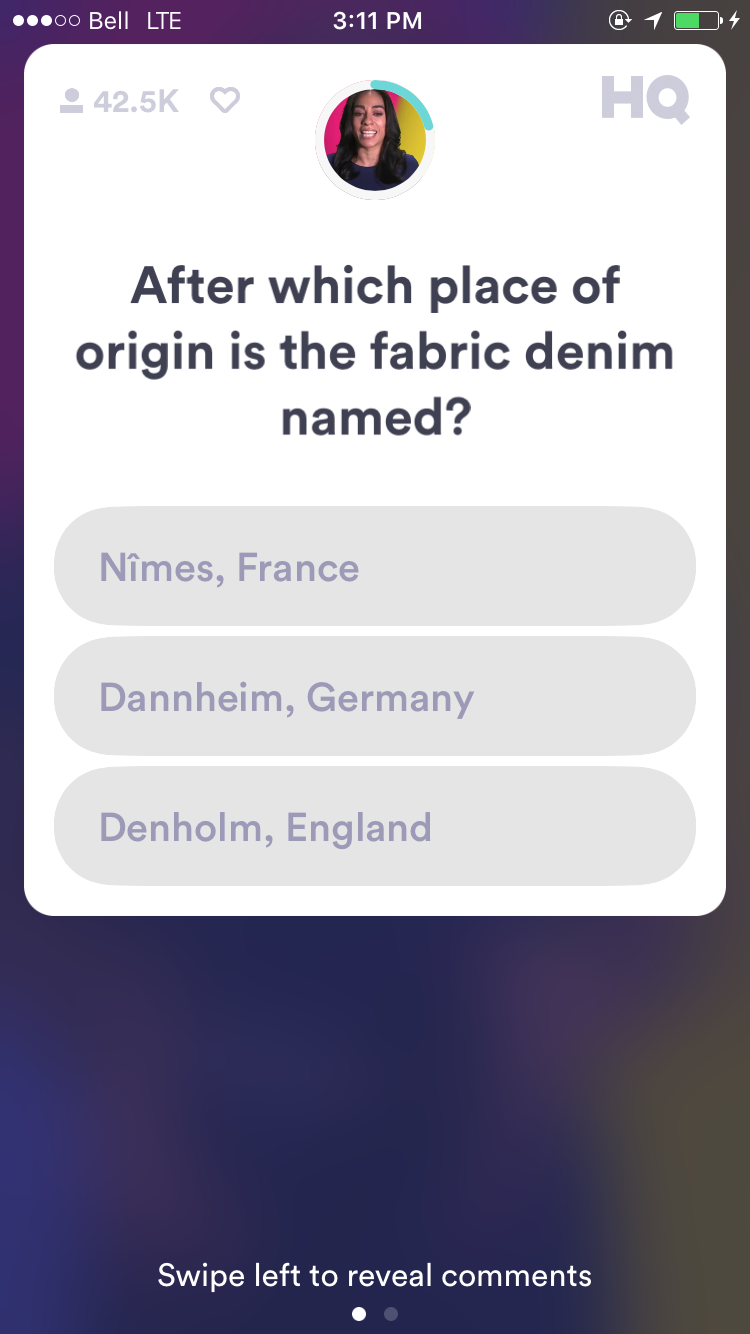 Bell LTE 3:11 PM
42.5K HQ
After which place of
origin is the fabric denim
named?
Nîmes, France
Dannheim, Germany
Denholm, England
Swipe left to reveal comments